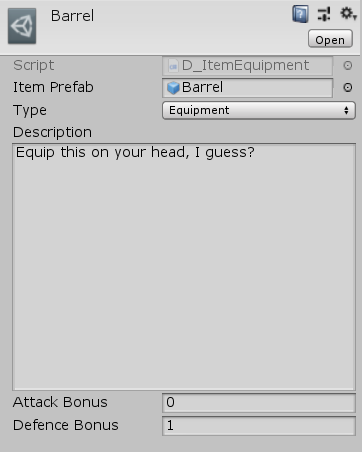 Barrel
Open
Script D_ItemEquipment
Item Prefab Barrel
Type Equipment
Description
Equip this on your head, I guess?
Attack Bonus 0
Defence Bonus 1